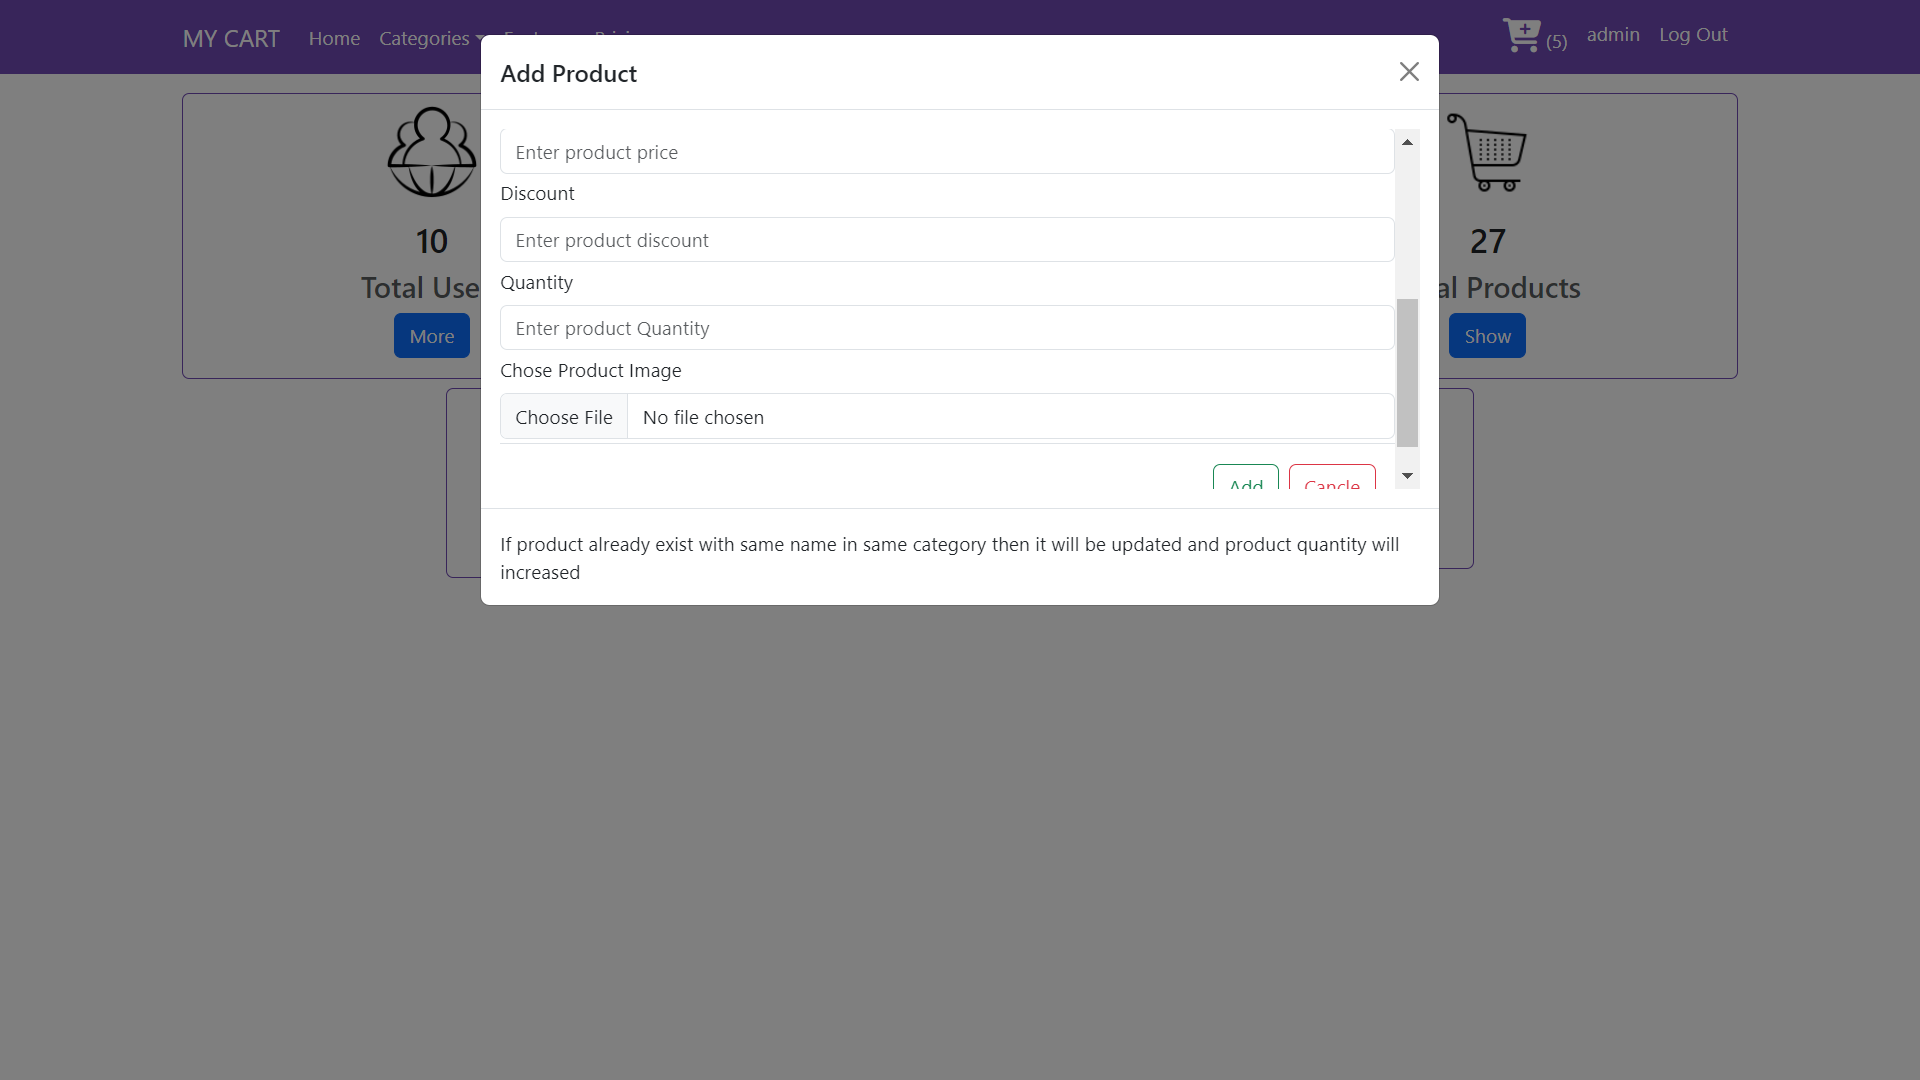 MY CART Home Categories
(5) admin Log Out
Add Product
Enter product price
Discount
Enter product discount
Quantity
Enter product Quantity
Chose Product Image
Choose File No file chosen
Add Cancle
If product already exist with same name in same category then it will be updated and product quantity will
increased
10
Total Use
More
27
al Products
Show